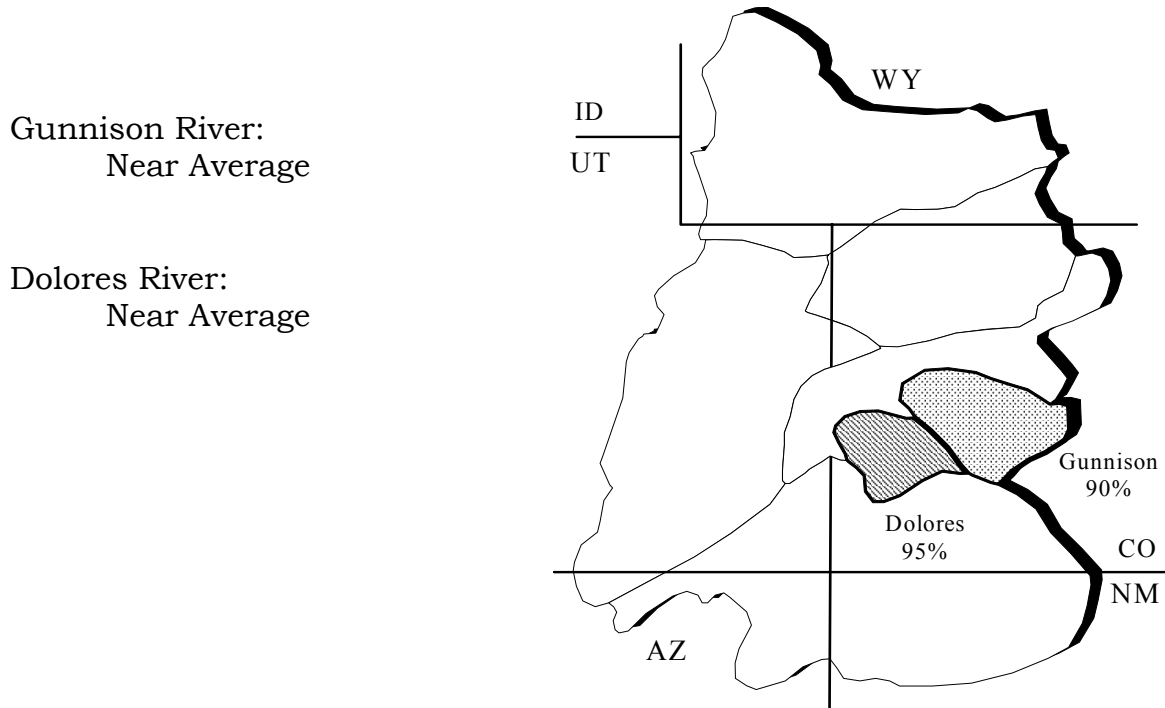 Gunnison River:
Near Average
Dolores River:
Near Average
WY
ID
UT
Gunnison
90%
Dolores
95%
CO
NM
AZ